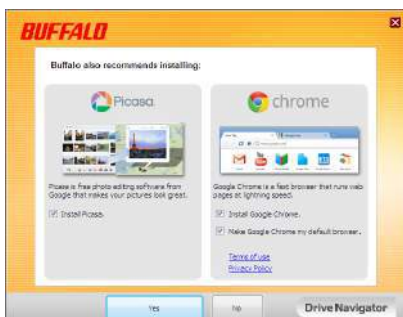 BUFFALO
Buffalo also recommends installing:
Picasa
Picasa is free photo editing software from
Google that makes your pictures look great.
Install Picasa.
chrome
Google Chrome is a fast browser that runs web
pages at lightning speed.
Install Google Chrome.
Make Google Chrome my default browser.
Terms of use
Privacy Policy
Yes
No
DriveNavigator